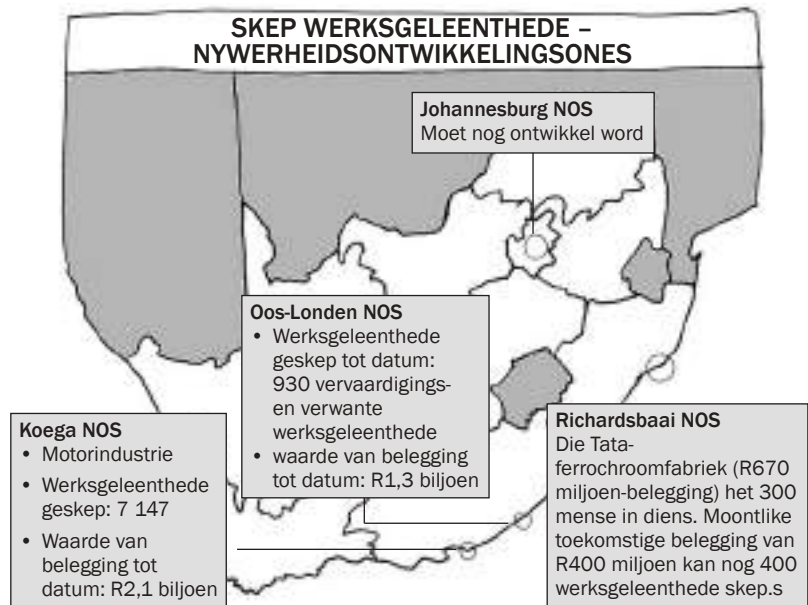 SKEP WERKSGELEENTHEDE –
NYWERHEIDSONTWIKKELINGSONES
Johannesburg NOS
Moet nog ontwikkel word
Oos-Londen NOS
• Werksgeleenthede
geskep tot datum:
930 vervaardigings-
en verwante
werksgeleenthede
• waarde van belegging
tot datum: R1,3 biljoen
Koega NOS
• Motorindustrie
• Werksgeleenthede
geskep: 7 147
• Waarde van
belegging tot
datum: R2,1 biljoen
Richardsbaai NOS
Die Tata-
ferrochroomfabriek (R670
miljoen-belegging) het 300
mense in diens. Moontlike
toekomstige belegging van
R400 miljoen kan nog 400
werksgeleenthede skep.s